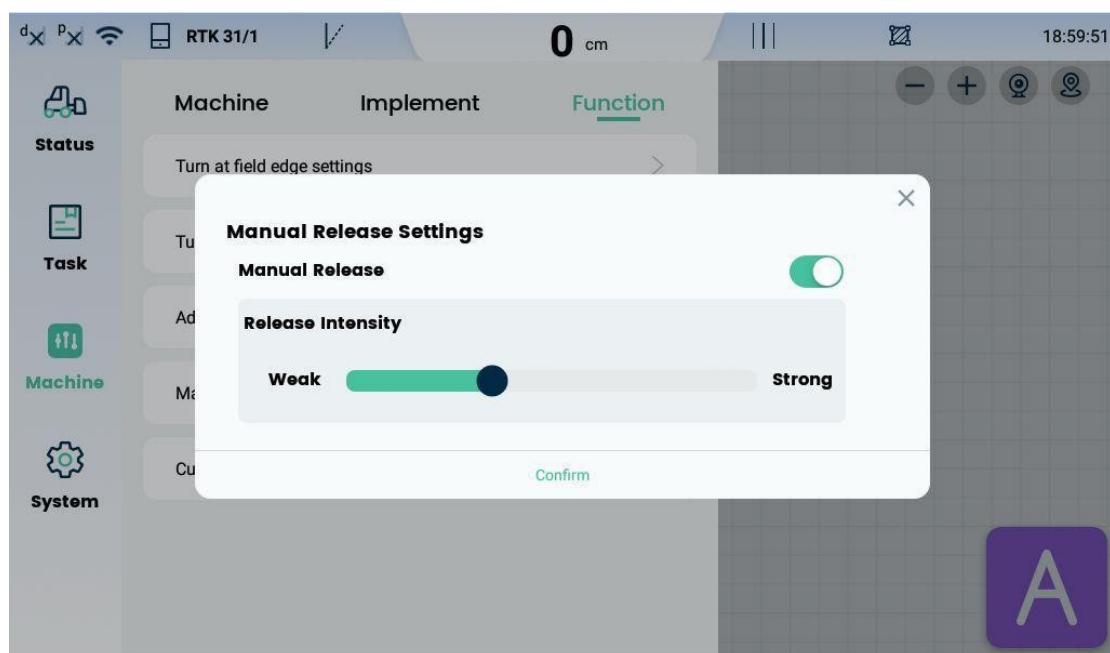 d P RTK 31/1 0 cm 18:59:51
Status
Task
Machine
System
Machine Implement Function
Turn at field edge settings
Tu
Ad
Ma
Cu
Manual Release Settings
Manual Release
Release Intensity
Weak Strong
Confirm
A